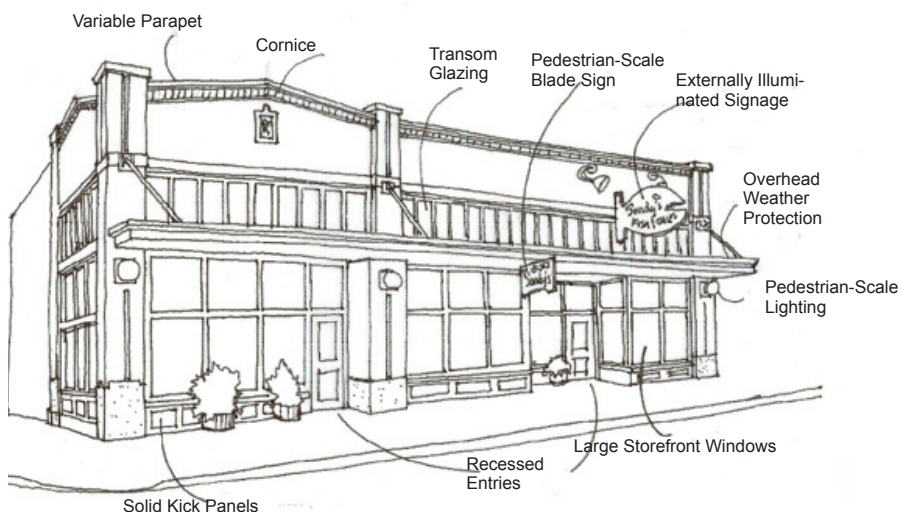 Variable Parapet
Cornice
Transom
Glazing
Pedestrian-Scale
Blade Sign
Externally Illumi-
nated Signage
Overhead
Weather
Protection
Pedestrian-Scale
Lighting
Large Storefront Windows
Recessed
Entries
Solid Kick Panels